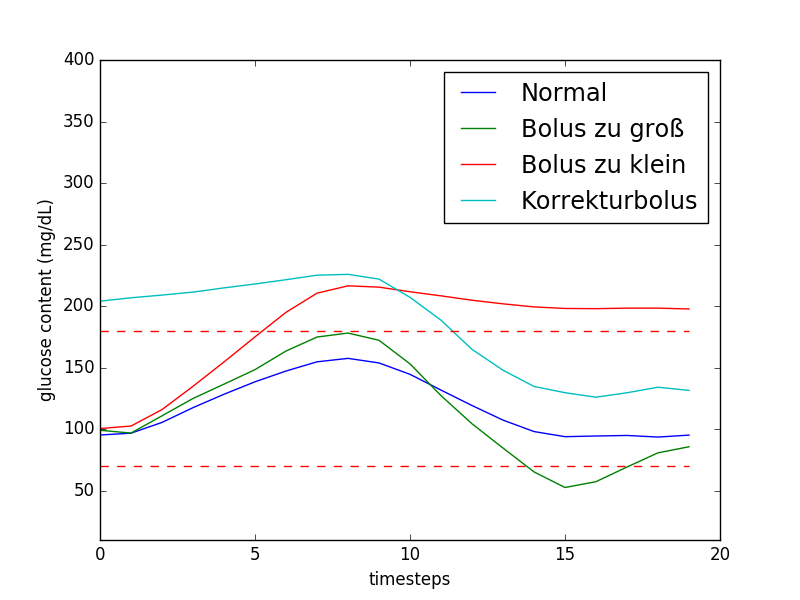 400
350
300
250
200
150
100
50
glucose content (mg/dL)
Normal
Bolus zu groß
Bolus zu klein
Korrekturbolus
0 5 10 15 20
timesteps